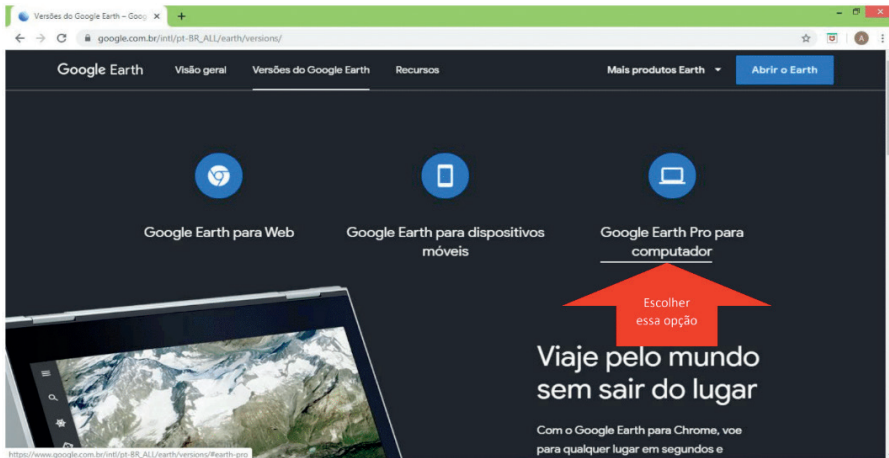 Versões do Google Earth – Goog
google.com.br/intl/pt-BR_ALL/earth/versions/
Google Earth
Visão geral
Versões do Google Earth
Recursos
Mais produtos Earth
Abrir o Earth
Google Earth para Web
Google Earth para dispositivos
móveis
Google Earth Pro para
computador
Escolher
essa opção
Viaje pelo mundo
sem sair do lugar
Com o Google Earth para Chrome, voe
para qualquer lugar em segundos e
https://www.google.com.br/intl/pt-BR_ALL/earth/versions/#earth-pro